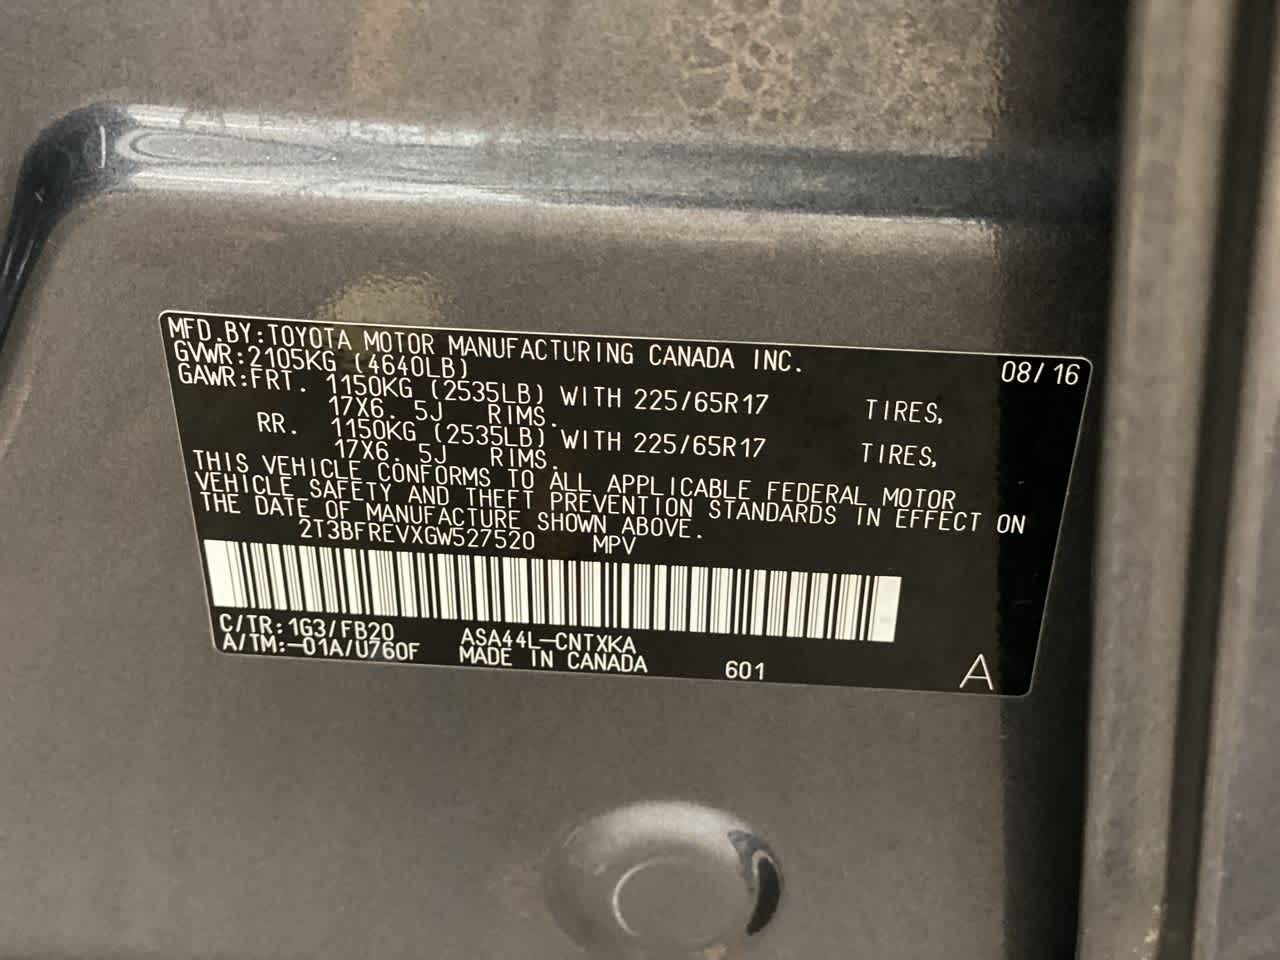 MFD.BY:TOYOTA MOTOR MANUFACTURING CANADA INC. 08/16
GVWR:2105KG (4640LB)
GAWR:FRT. 1150KG (2535LB) WITH 225/65R17 TIRES,
17X6.5J RIMS.
RR. 1150KG (2535LB) WITH 225/65R17 TIRES,
17X6.5J RIMS.
THIS VEHICLE CONFORMS TO ALL APPLICABLE FEDERAL MOTOR
VEHICLE SAFETY AND THEFT PREVENTION STANDARDS IN EFFECT ON
THE DATE OF MANUFACTURE SHOWN ABOVE.
2T3BFREVXGW527520 MPV
C/TR:1G3/FB20 ASA44L-CNTXKA
A/TM:-01A/U760F MADE IN CANADA 601 A